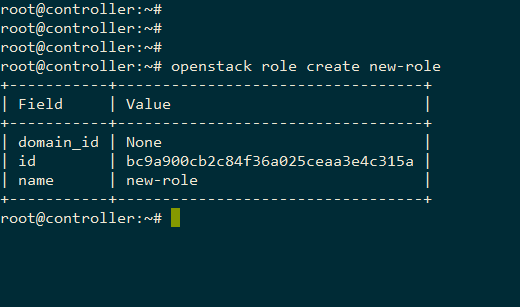 root@controller:~#
root@controller:~#
root@controller:~#
root@controller:~# openstack role create new-role
+-----------+----------------------------------+
| Field     | Value                            |
+-----------+----------------------------------+
| domain_id | None                             |
| id        | bc9a900cb2c84f36a025ceaa3e4c315a |
| name      | new-role                         |
+-----------+----------------------------------+
root@controller:~#